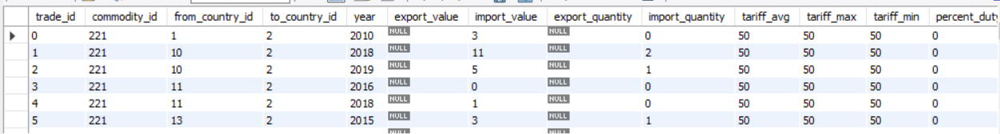 trade_id commodity_id from_country_id to_country_id year export_value import_value export_quantity import_quantity tariff_avg tariff_max tariff_min percent_duty
0 221 1 2 2010 NULL 3 NULL 0 50 50 50 0
1 221 10 2 2018 NULL 11 NULL 2 50 50 50 0
2 221 10 2 2019 NULL 5 NULL 1 50 50 50 0
3 221 11 2 2016 NULL 0 NULL 0 50 50 50 0
4 221 11 2 2018 NULL 1 NULL 0 50 50 50 0
5 221 13 2 2015 NULL 3 NULL 1 50 50 50 0
NULL NULL